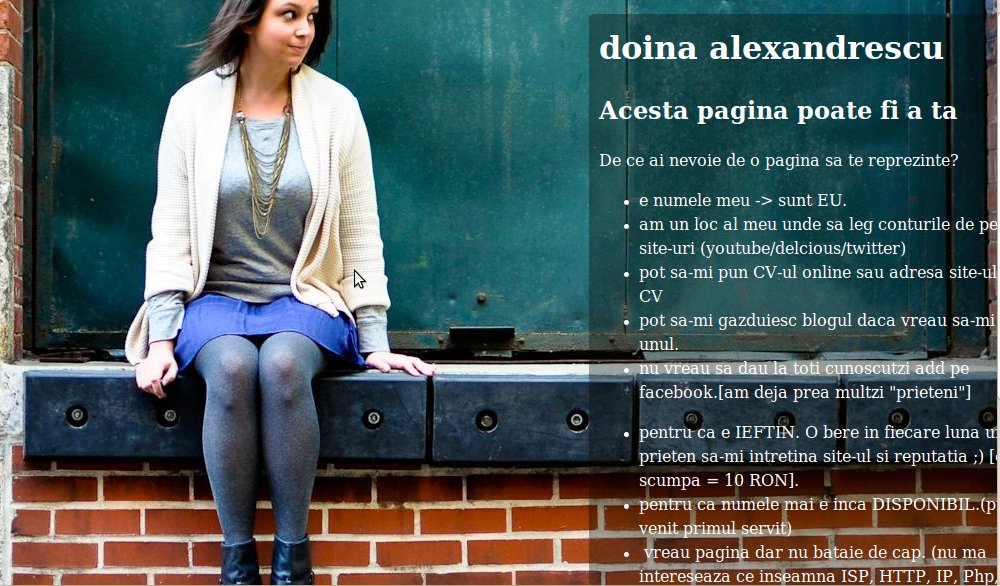 doina alexandrescu
Acesta pagina poate fi a ta
De ce ai nevoie de o pagina sa te reprezinte?
e numele meu -> sunt EU.
am un loc al meu unde sa leg conturile de pe
site-uri (youtube/delcious/twitter)
pot sa-mi pun CV-ul online sau adresa
CV
pot sa-mi gazduiesc blogul daca vreau sa-mi
unul.
nu vreau sa dau la toti cunoscutzi add pe
facebook.[am deja prea multzi "prieteni"]
pentru ca e IEFTIN. O bere in fiecare luna
prieten sa-mi intretina site-ul si reputatia ;)
scumpa = 10 RON].
pentru ca numele mai e inca DISPONIBIL.
venit primul servit)
vreau pagina dar nu bataie de cap. (nu ma
intereseaza ce inseamna ISP, HTTP, IP, Php